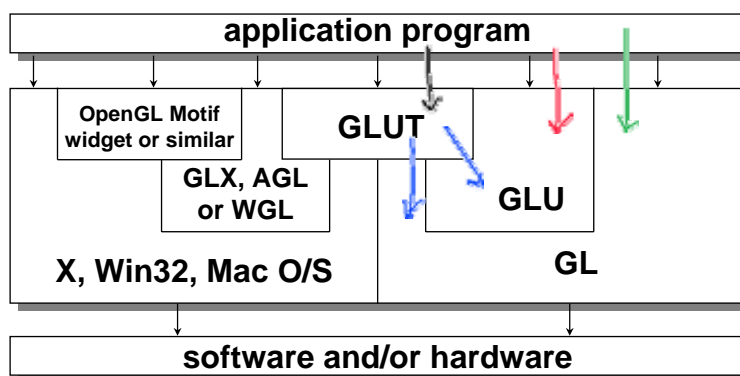 application program
OpenGL Motif
widget or similar
GLUT
GLX, AGL
or WGL
GLU
X, Win32, Mac O/S
GL
software and/or hardware